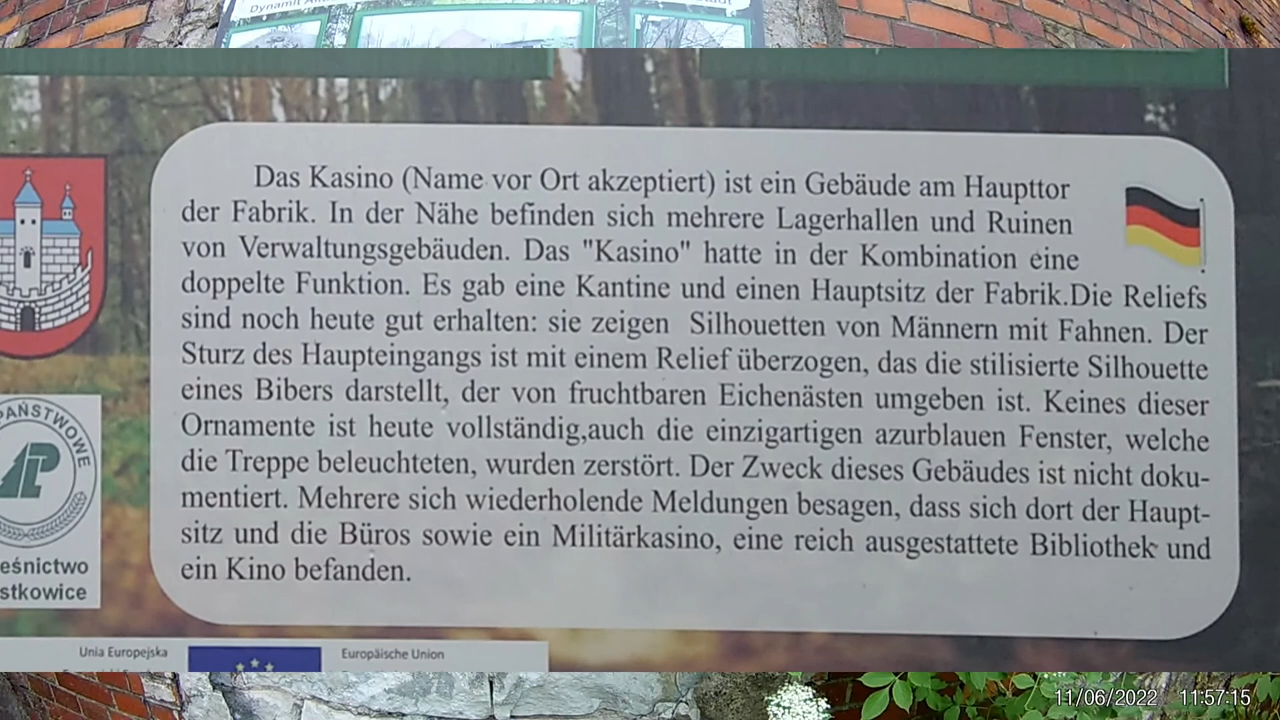 Dynamit
Das Kasino (Name vor Ort akzeptiert) ist ein Gebäude am Haupttor
der Fabrik. In der Nähe befinden sich mehrere Lagerhallen und Ruinen
von Verwaltungsgebäuden. Das "Kasino" hatte in der Kombination eine
doppelte Funktion. Es gab eine Kantine und einen Hauptsitz der Fabrik.Die Reliefs
sind noch heute gut erhalten: sie zeigen Silhouetten von Männern mit Fahnen. Der
Sturz des Haupteingangs ist mit einem Relief überzogen, das die stilisierte Silhouette
eines Bibers darstellt, der von fruchtbaren Eichenästen umgeben ist. Keines dieser
Ornamente ist heute vollständig,auch die einzigartigen azurblauen Fenster, welche
die Treppe beleuchteten, wurden zerstört. Der Zweck dieses Gebäudes ist nicht doku-
mentiert. Mehrere sich wiederholende Meldungen besagen, dass sich dort der Haupt-
sitz und die Büros sowie ein Militärkasino, eine reich ausgestattete Bibliothek und
ein Kino befanden.
PAŃSTWOWE
eśnictwo
stkowice
Unia Europejska
Europäische Union
11/06/2022 11:57:15